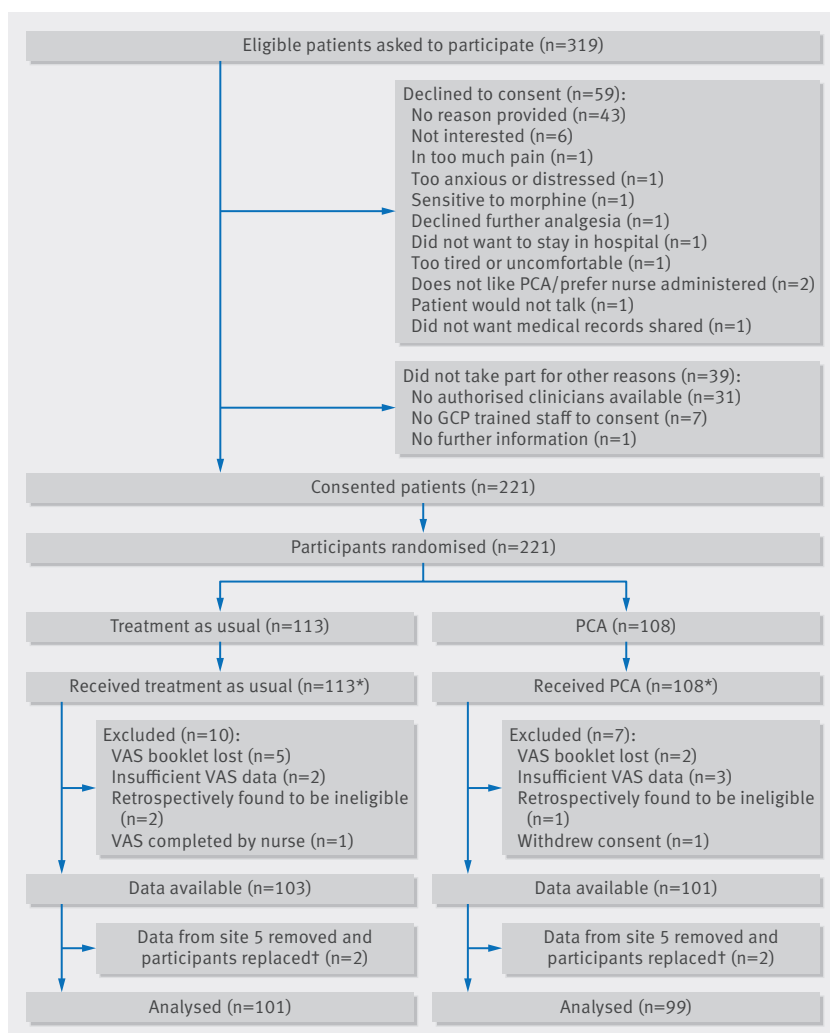 Eligible patients asked to participate (n=319)
Declined to consent (n=59):
No reason provided (n=43)
Not interested (n=6)
In too much pain (n=1)
Too anxious or distressed (n=1)
Sensitive to morphine (n=1)
Declined further analgesia (n=1)
Did not want to stay in hospital (n=1)
Too tired or uncomfortable (n=1)
Does not like PCA/prefer nurse administered (n=2)
Patient would not talk (n=1)
Did not want medical records shared (n=1)
Did not take part for other reasons (n=39):
No authorised clinicians available (n=31)
No GCP trained staff to consent (n=7)
No further information (n=1)
Consented patients (n=221)
Participants randomised (n=221)
Treatment as usual (n=113)
PCA (n=108)
Received treatment as usual (n=113*)
Received PCA (n=108*)
Excluded (n=10):
VAS booklet lost (n=5)
Insufficient VAS data (n=2)
Retrospectively found to be ineligible
(n=2)
VAS completed by nurse (n=1)
Excluded (n=7):
VAS booklet lost (n=2)
Insufficient VAS data (n=3)
Retrospectively found to be ineligible
(n=1)
Withdrew consent (n=1)
Data available (n=103)
Data available (n=101)
Data from site 5 removed and
participants replaced† (n=2)
Data from site 5 removed and
participants replaced† (n=2)
Analysed (n=101)
Analysed (n=99)